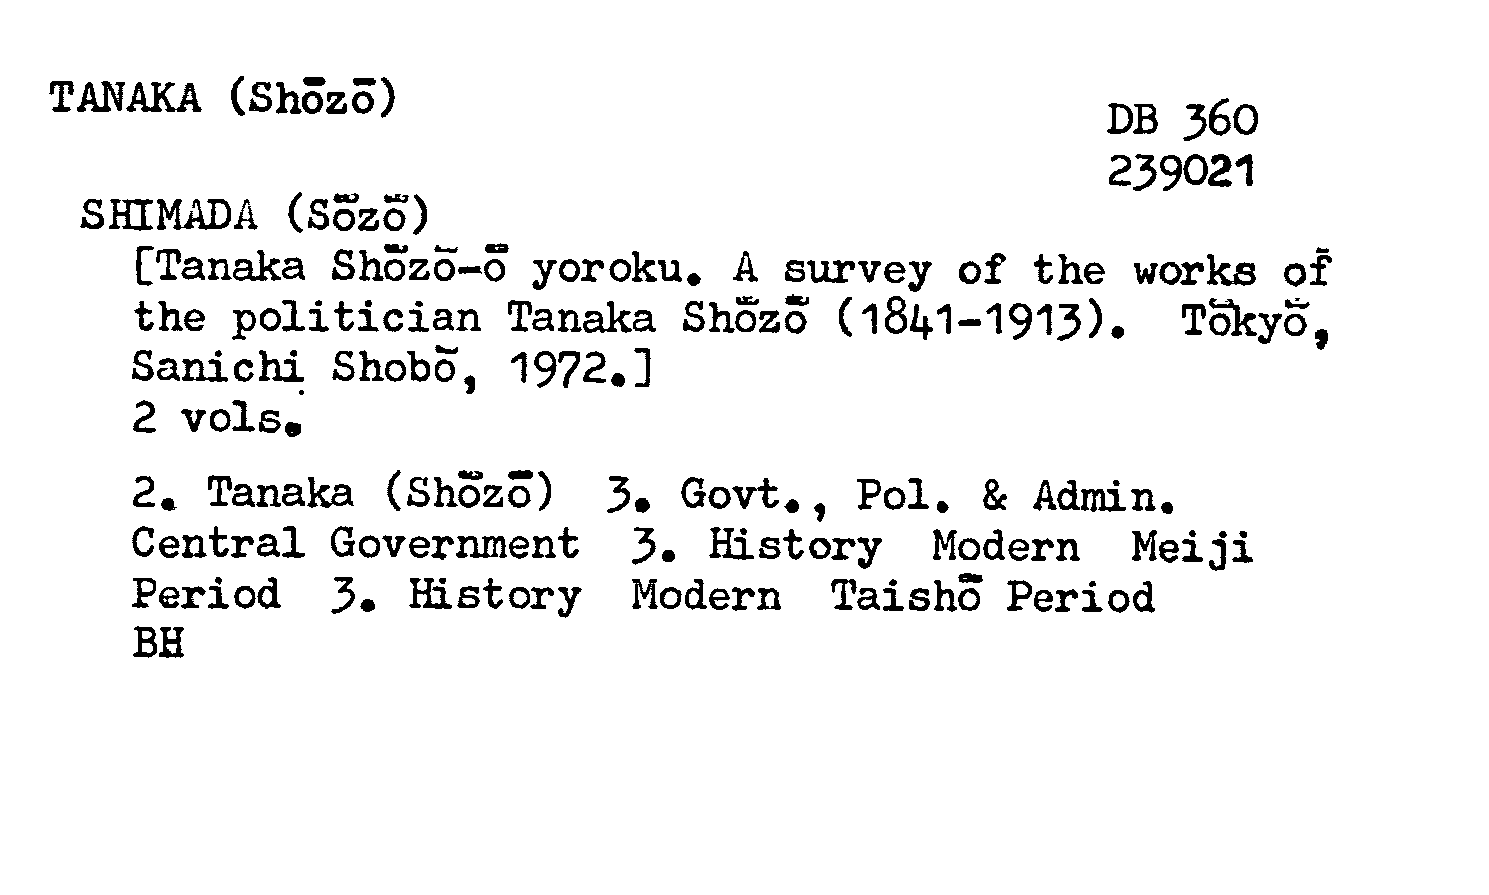 TANAKA (Shōzō)
DB 360
239021
SHIMADA (Sōzō)
[Tanaka Shōzō-ō yoroku. A survey of the works of
the politician Tanaka Shōzō (1841-1913). Tōkyō,
Sanichi Shobō, 1972.]
2 vols.
2. Tanaka (Shōzō) 3. Govt., Pol. & Admin.
Central Government 3. History Modern Meiji
Period 3. History Modern Taishō Period
BH